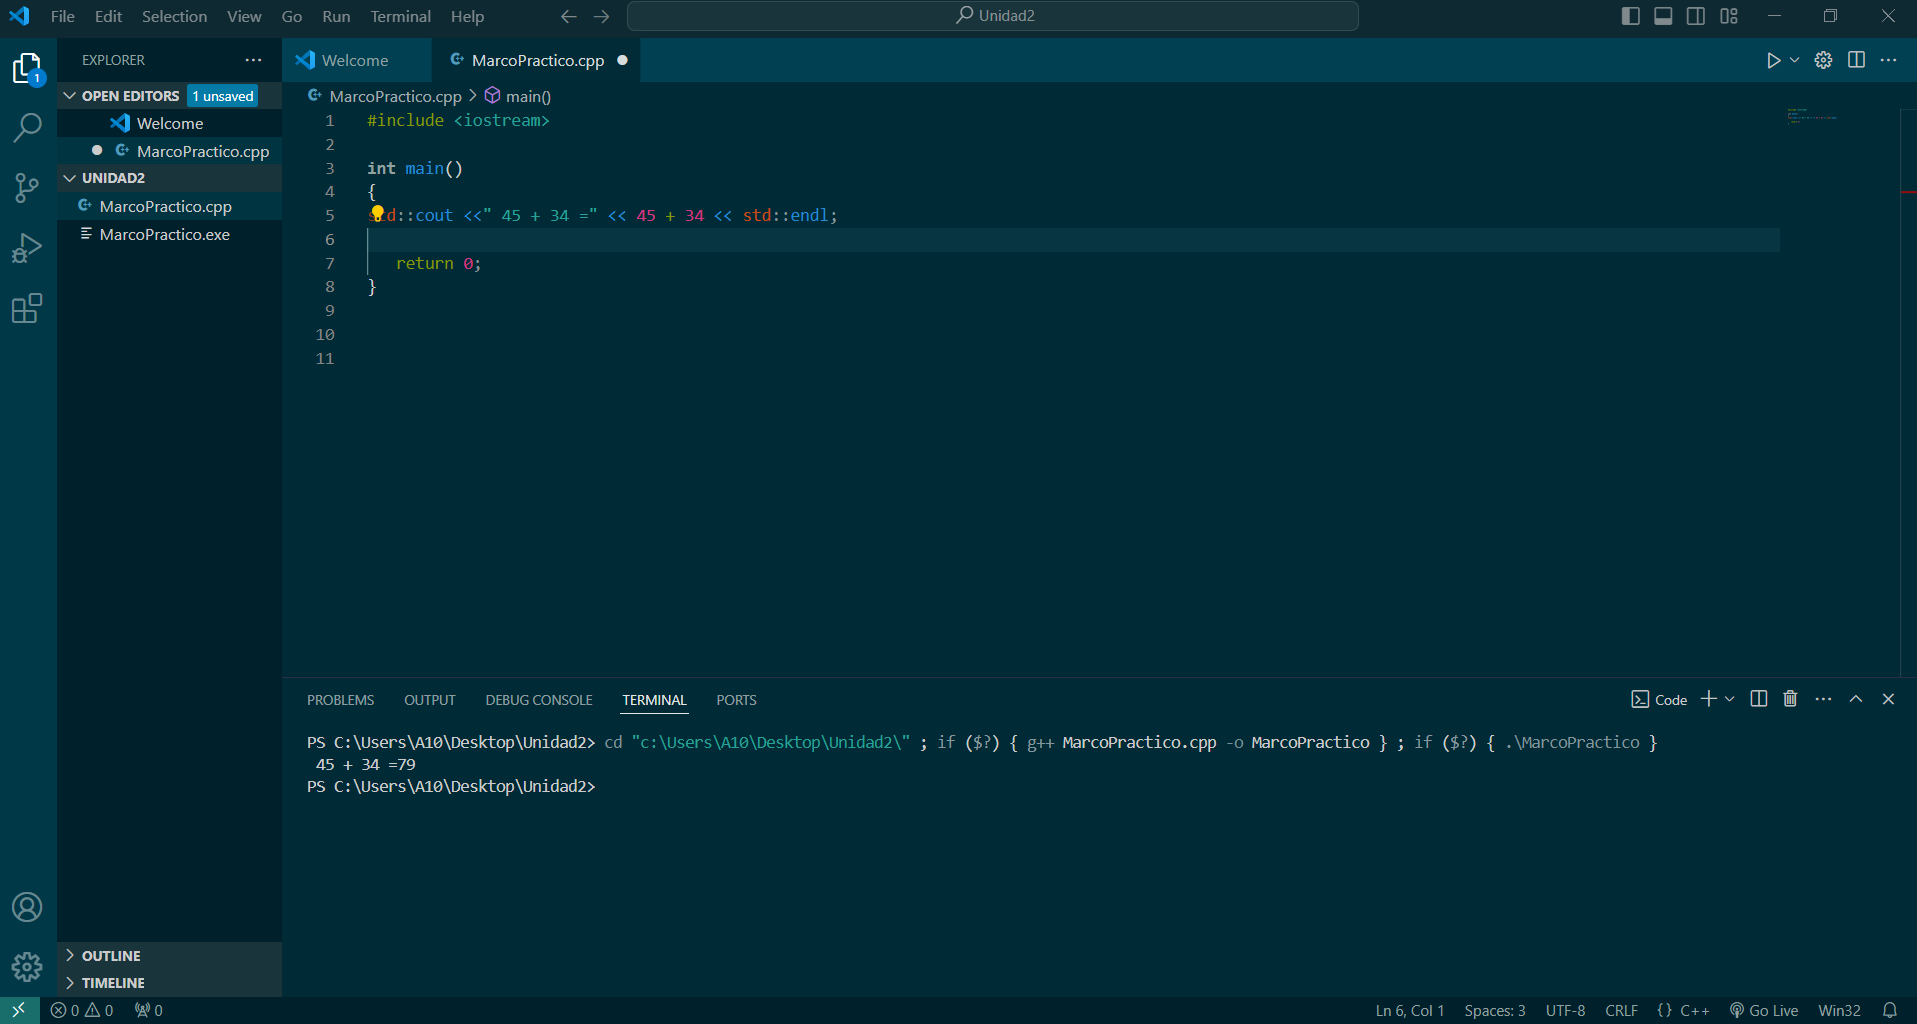 File Edit Selection View Go Run Terminal Help
Unidad2
EXPLORER
OPEN EDITORS 1 unsaved
Welcome
MarcoPractico.cpp
UNIDAD2
MarcoPractico.cpp
MarcoPractico.exe
OUTLINE
TIMELINE
Welcome MarcoPractico.cpp
MarcoPractico.cpp > main()
1 #include <iostream>
2
3 int main()
4 {
5 std::cout <<" 45 + 34 =" << 45 + 34 << std::endl;
6
7 return 0;
8 }
9
10
11
PROBLEMS OUTPUT DEBUG CONSOLE TERMINAL PORTS
Code
PS C:\Users\A10\Desktop\Unidad2> cd "c:\Users\A10\Desktop\Unidad2\" ; if ($?) { g++ MarcoPractico.cpp -o MarcoPractico } ; if ($?) { .\MarcoPractico }
45 + 34 =79
PS C:\Users\A10\Desktop\Unidad2>
0 0 0
Ln 6, Col 1 Spaces: 3 UTF-8 CRLF {} C++ Go Live Win32
1